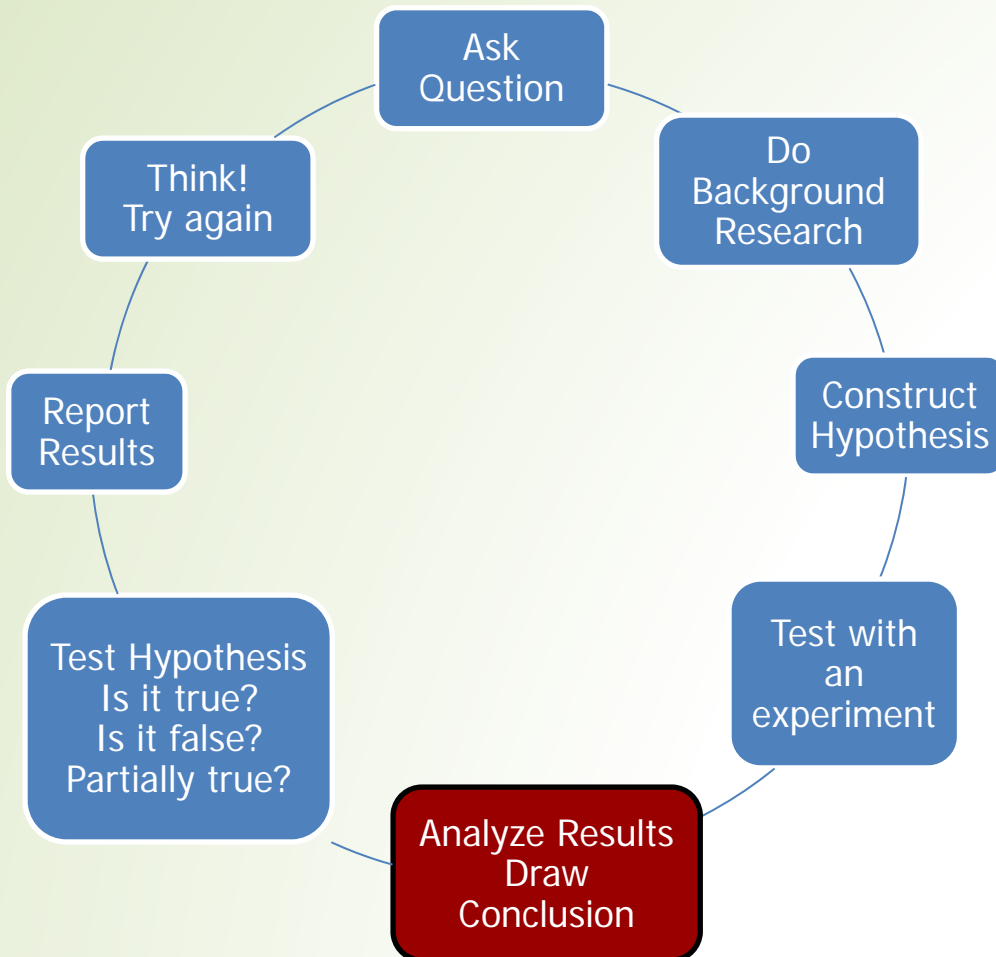 Ask
Question
Do
Background
Research
Construct
Hypothesis
Test with
an
experiment
Analyze Results
Draw
Conclusion
Test Hypothesis
Is it true?
Is it false?
Partially true?
Report
Results
Think!
Try again